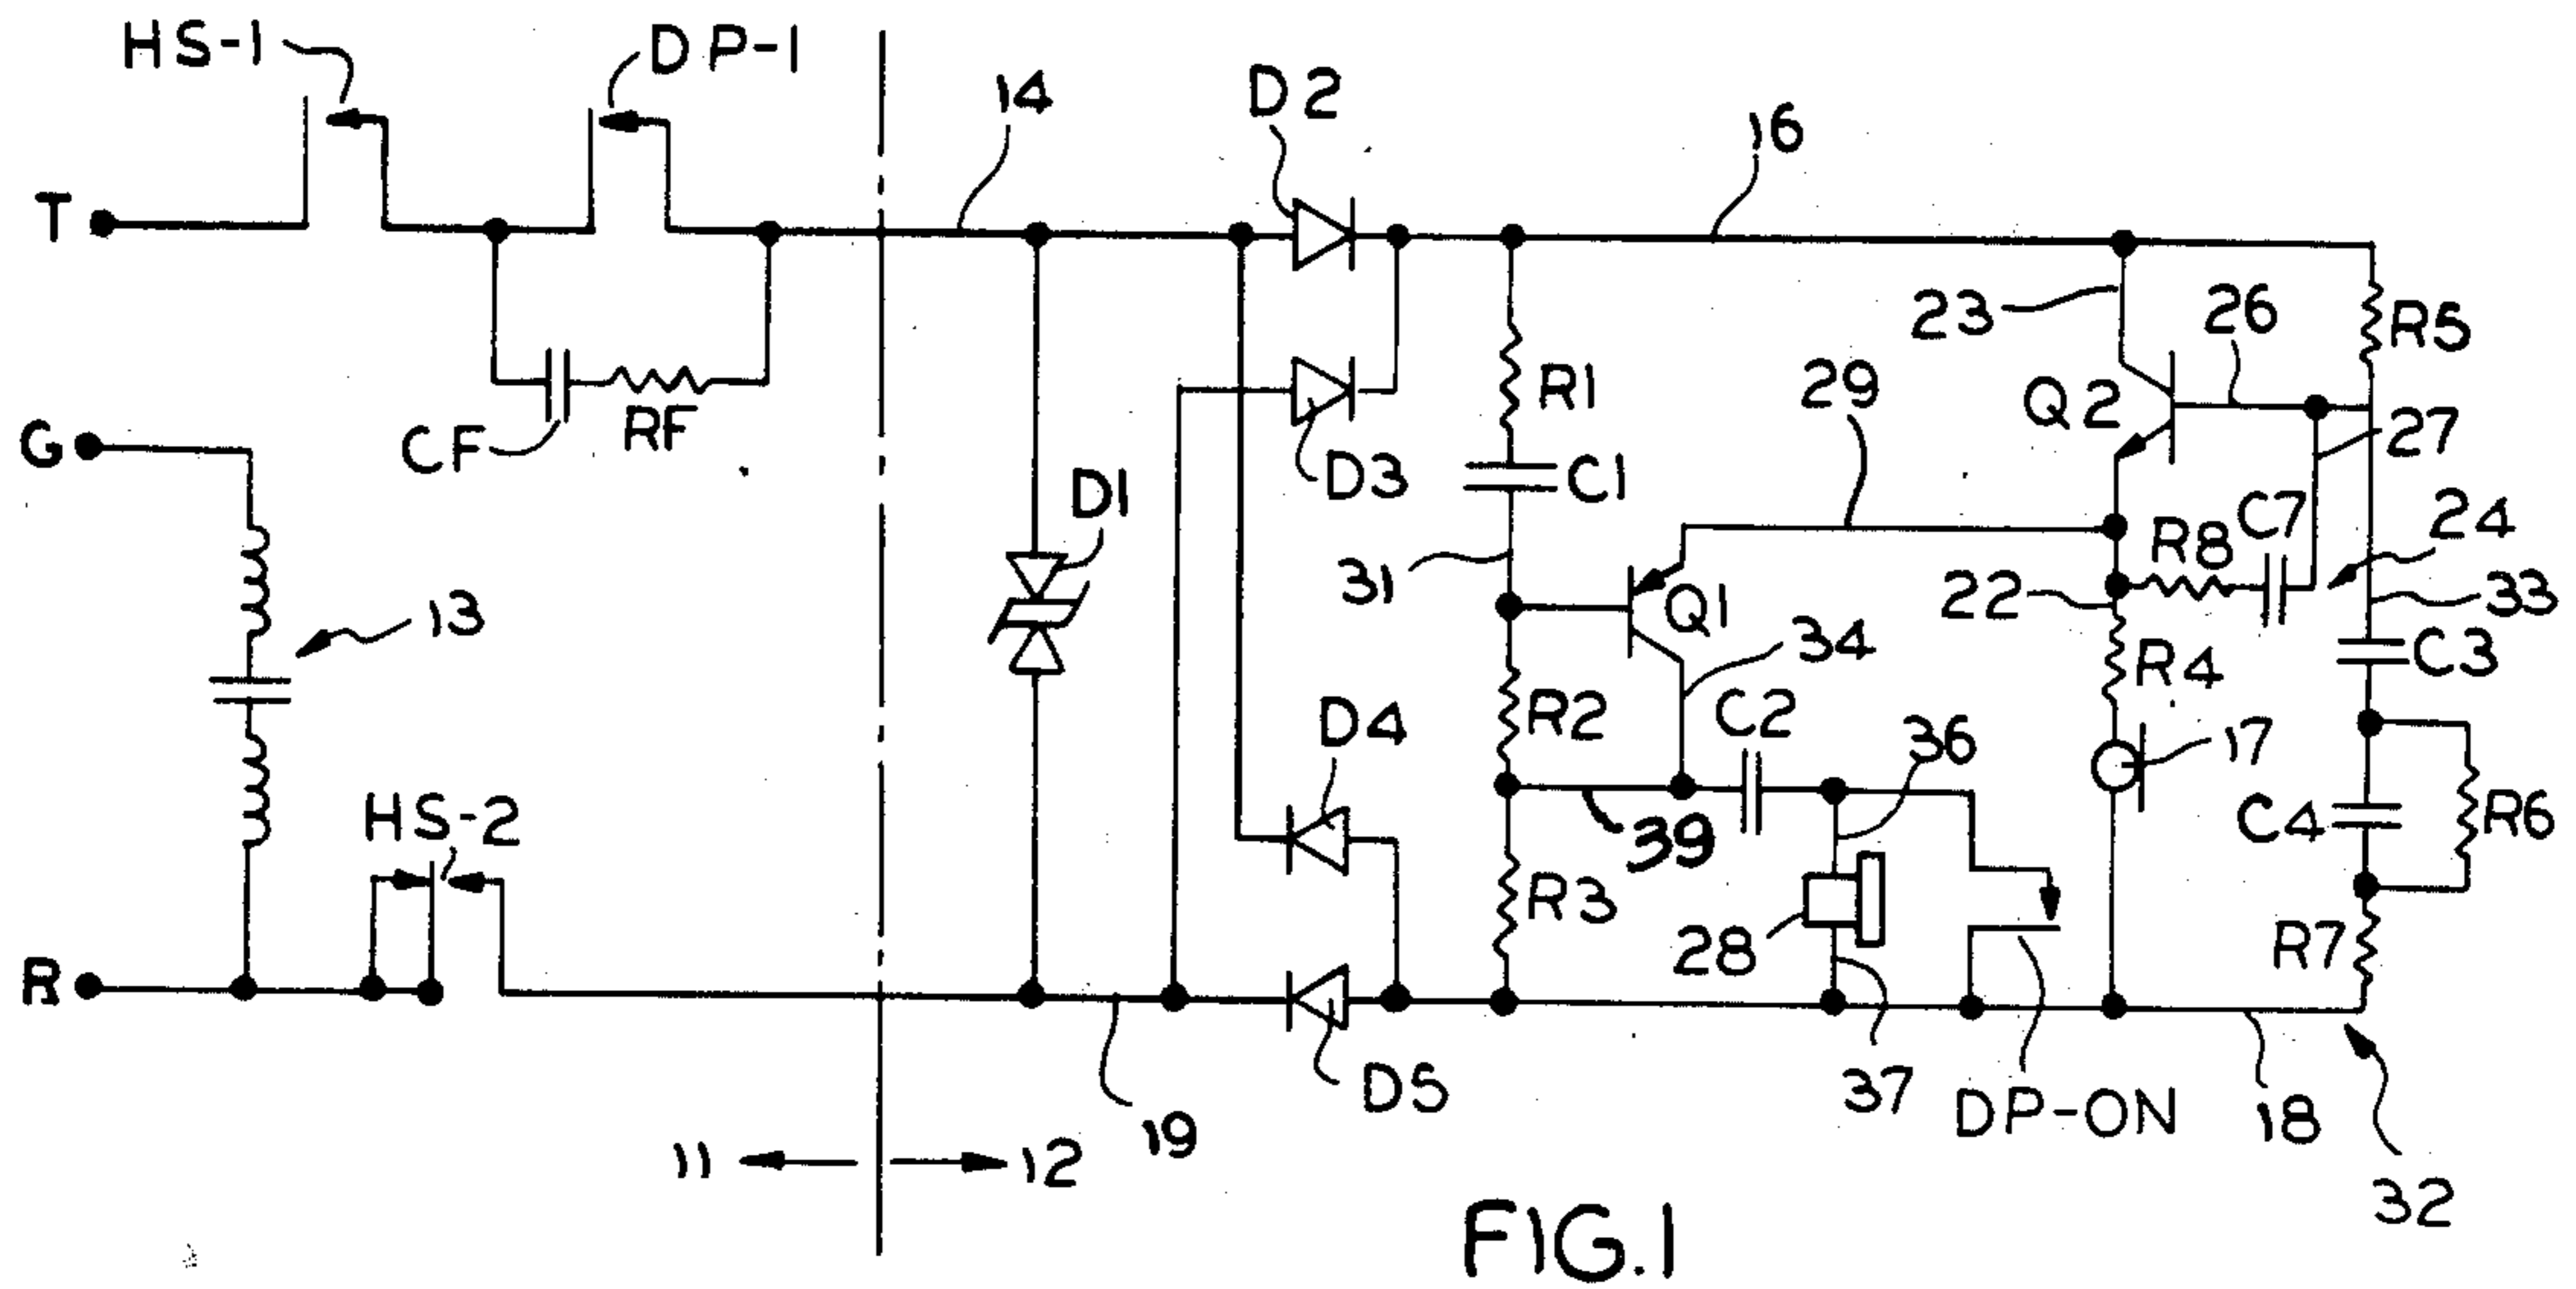 HS-1
DP-1
14
D2
16
T
23
26
R5
G
CF
RF
D1
D3
R1
C1
29
Q2
27
C7
24
31
R8
13
Q1
22
33
34
R4
C3
HS-2
D4
R2
C2
36
17
39
C4
R6
R3
28
R7
R
D5
37
DP-ON
18
19
11
12
32
FIG.1